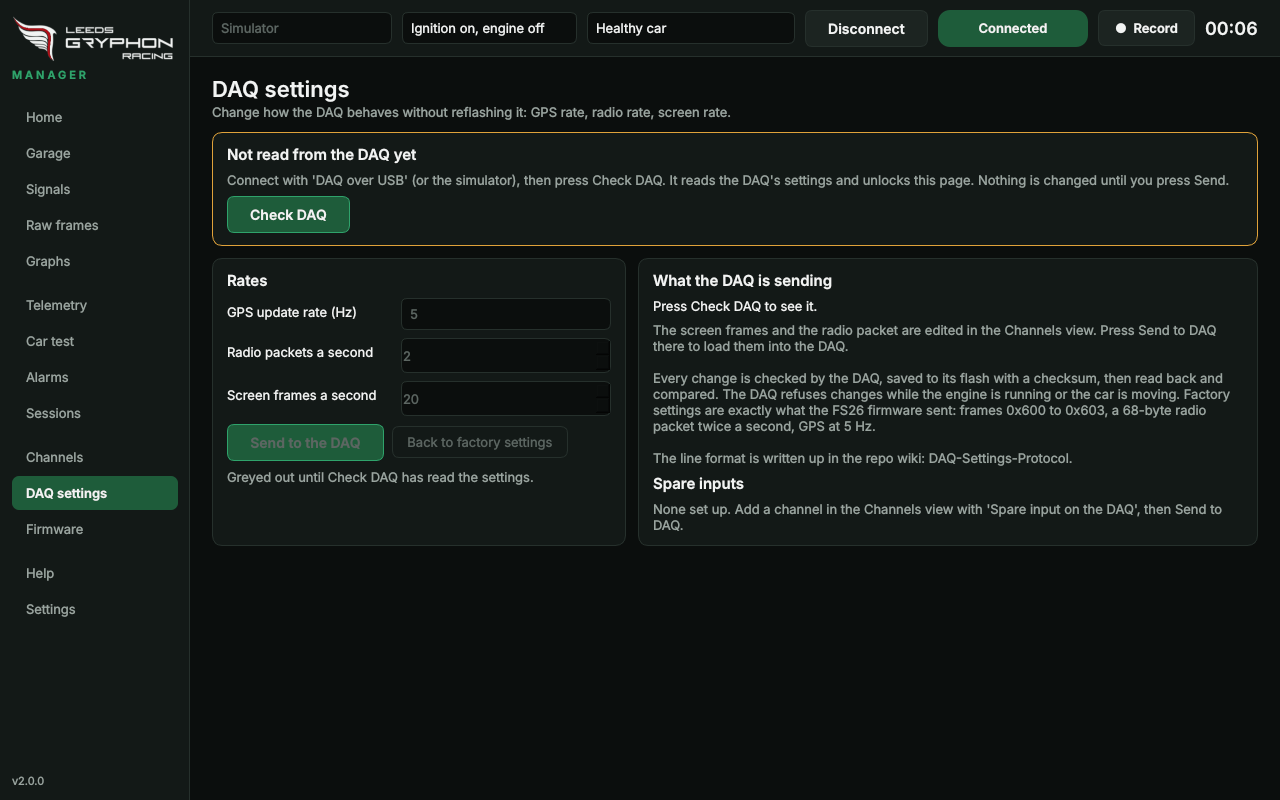 LEEDS
GRYPHON
RACING
MANAGER
Home
Garage
Signals
Raw frames
Graphs
Telemetry
Car test
Alarms
Sessions
Channels
DAQ settings
Firmware
Help
Settings
v2.0.0
Simulator
Ignition on, engine off
Healthy car
Disconnect
Connected
Record
00:06
DAQ settings
Change how the DAQ behaves without reflashing it: GPS rate, radio rate, screen rate.
Not read from the DAQ yet
Connect with 'DAQ over USB' (or the simulator), then press Check DAQ. It reads the DAQ's settings and unlocks this page. Nothing is changed until you press Send.
Check DAQ
Rates
GPS update rate (Hz)
5
Radio packets a second
2
Screen frames a second
20
Send to the DAQ
Back to factory settings
Greyed out until Check DAQ has read the settings.
What the DAQ is sending
Press Check DAQ to see it.
The screen frames and the radio packet are edited in the Channels view. Press Send to DAQ
there to load them into the DAQ.
Every change is checked by the DAQ, saved to its flash with a checksum, then read back and
compared. The DAQ refuses changes while the engine is running or the car is moving. Factory
settings are exactly what the FS26 firmware sent: frames 0x600 to 0x603, a 68-byte radio
packet twice a second, GPS at 5 Hz.
The line format is written up in the repo wiki: DAQ-Settings-Protocol.
Spare inputs
None set up. Add a channel in the Channels view with 'Spare input on the DAQ', then Send to
DAQ.